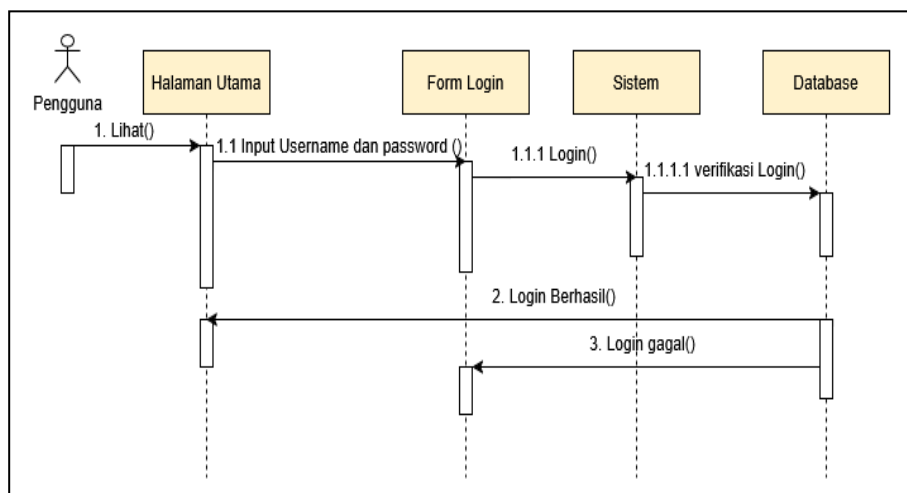 Pengguna
Halaman Utama
Form Login
Sistem
Database
1. Lihat()
1.1 Input Username dan password ()
1.1.1 Login()
1.1.1.1 verifikasi Login()
2. Login Berhasil()
3. Login gagal()